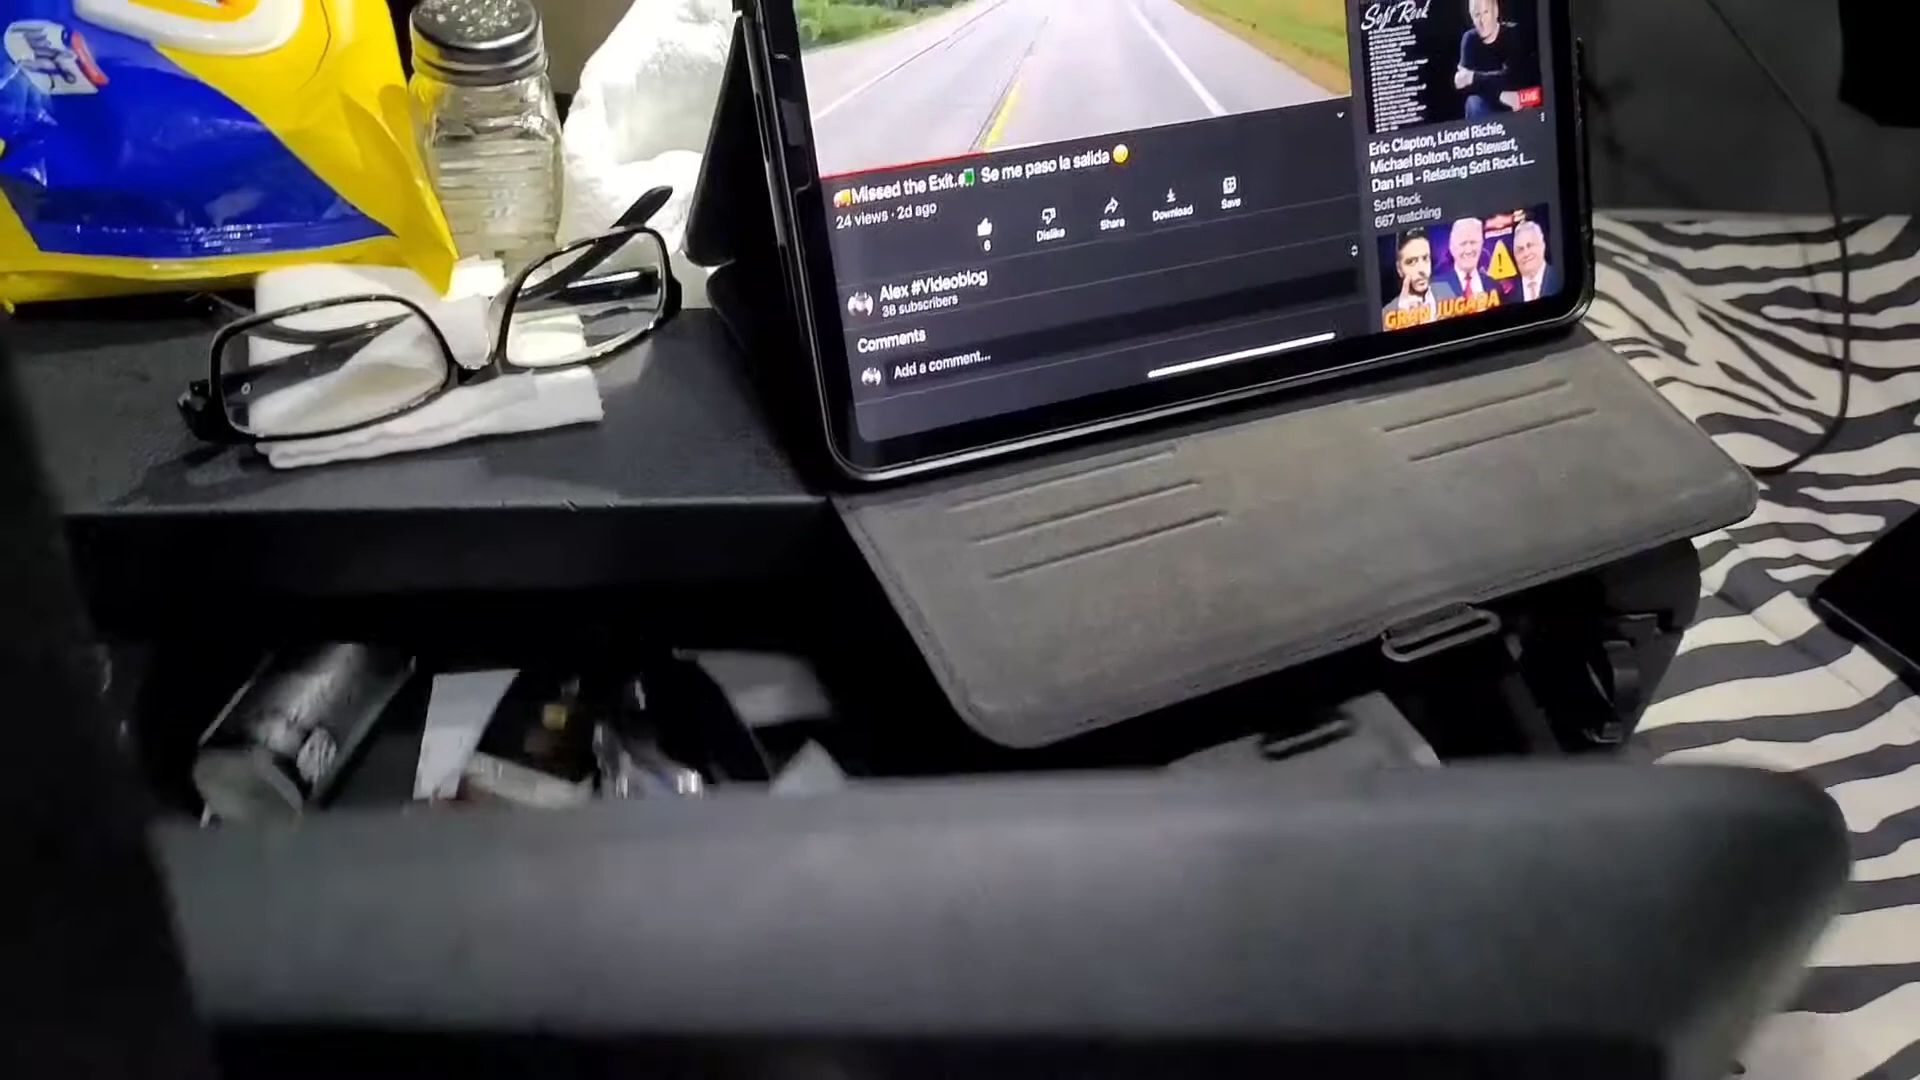 Missed the Exit. Se me paso la salida
24 views · 2d ago
6
Dislike
Share
Download
Save
Alex #Videoblog
38 subscribers
Comments
Add a comment...
Soft Rock
LIVE
Eric Clapton, Lionel Richie,
Michael Bolton, Rod Stewart,
Dan Hill - Relaxing Soft Rock L...
Soft Rock
667 watching
GRAN JUGADA